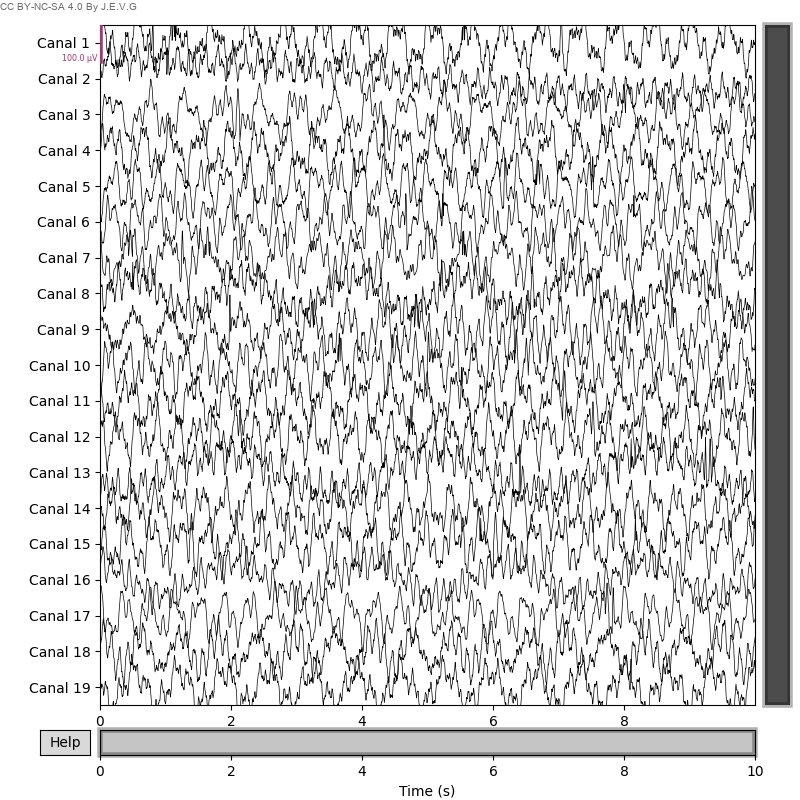 CC BY-NC-SA 4.0 By J.E.V.G
Canal 1
100.0 µV
Canal 2
Canal 3
Canal 4
Canal 5
Canal 6
Canal 7
Canal 8
Canal 9
Canal 10
Canal 11
Canal 12
Canal 13
Canal 14
Canal 15
Canal 16
Canal 17
Canal 18
Canal 19
0 2 4 6 8
Help
0 2 4 6 8 10
Time (s)